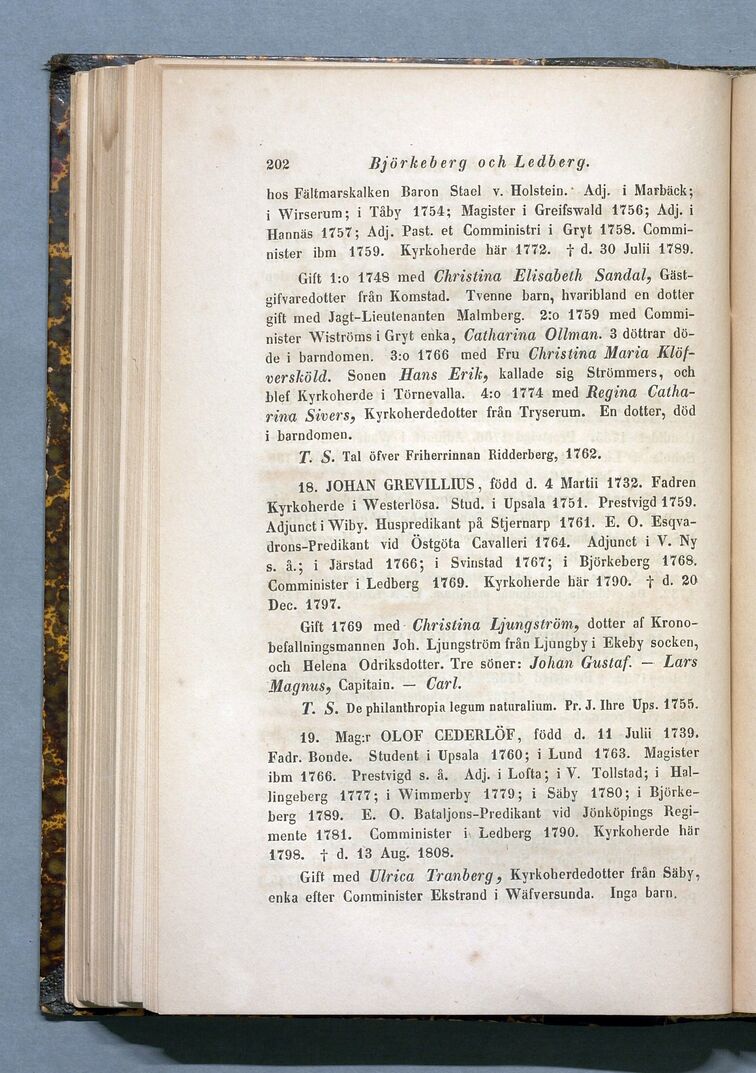 202 Björkeberg och Ledberg.
hos Fältmarskalken Baron Stael v. Holstein. Adj. i Marbäck;
i Wirserum; i Tåby 1754; Magister i Greifswald 1756; Adj. i
Hannäs 1757; Adj. Past. et Comministri i Gryt 1758. Commi-
nister ibm 1759. Kyrkoherde här 1772. † d. 30 Julii 1789.
Gift 1:o 1748 med Christina Elisabeth Sandal, Gäst-
gifvaredotter från Komstad. Tvenne barn, hvaribland en dotter
gift med Jagt-Lieutenanten Malmberg. 2:o 1759 med Commi-
nister Wiströms i Gryt enka, Catharina Ollman. 3 döttrar dö-
de i barndomen. 3:o 1766 med Fru Christina Maria Klöf-
versköld. Sonen Hans Erik, kallade sig Strömmers, och
blef Kyrkoherde i Törnevalla. 4:o 1774 med Regina Catha-
rina Sivers, Kyrkoherdedotter från Tryserum. En dotter, död
i barndomen.
T. S. Tal öfver Friherrinnan Ridderberg, 1762.
18. JOHAN GREVILLIUS, född d. 4 Martii 1732. Fadren
Kyrkoherde i Westerlösa. Stud. i Upsala 1751. Prestvigd 1759.
Adjunct i Wiby. Huspredikant på Stjernarp 1761. E. O. Esqva-
drons-Predikant vid Östgöta Cavalleri 1764. Adjunct i V. Ny
s. å.; i Järstad 1766; i Svinstad 1767; i Björkeberg 1768.
Comminister i Ledberg 1769. Kyrkoherde här 1790. † d. 20
Dec. 1797.
Gift 1769 med Christina Ljungström, dotter af Krono-
befallningsmannen Joh. Ljungström från Ljungby i Ekeby socken,
och Helena Odriksdotter. Tre söner: Johan Gustaf. — Lars
Magnus, Capitain. — Carl.
T. S. De philanthropia legum naturalium. Pr. J. Ihre Ups. 1755.
19. Mag:r OLOF CEDERLÖF, född d. 11 Julii 1739.
Fadr. Bonde. Student i Upsala 1760; i Lund 1763. Magister
ibm 1766. Prestvigd s. å. Adj. i Lofta; i V. Tollstad; i Hal-
lingeberg 1777; i Wimmerby 1779; i Säby 1780; i Björke-
berg 1789. E. O. Bataljons-Predikant vid Jönköpings Regi-
mente 1781. Comminister i Ledberg 1790. Kyrkoherde här
1798. † d. 13 Aug. 1808.
Gift med Ulrica Tranberg, Kyrkoherdedotter från Säby,
enka efter Comminister Ekstrand i Wäfversunda. Inga barn.